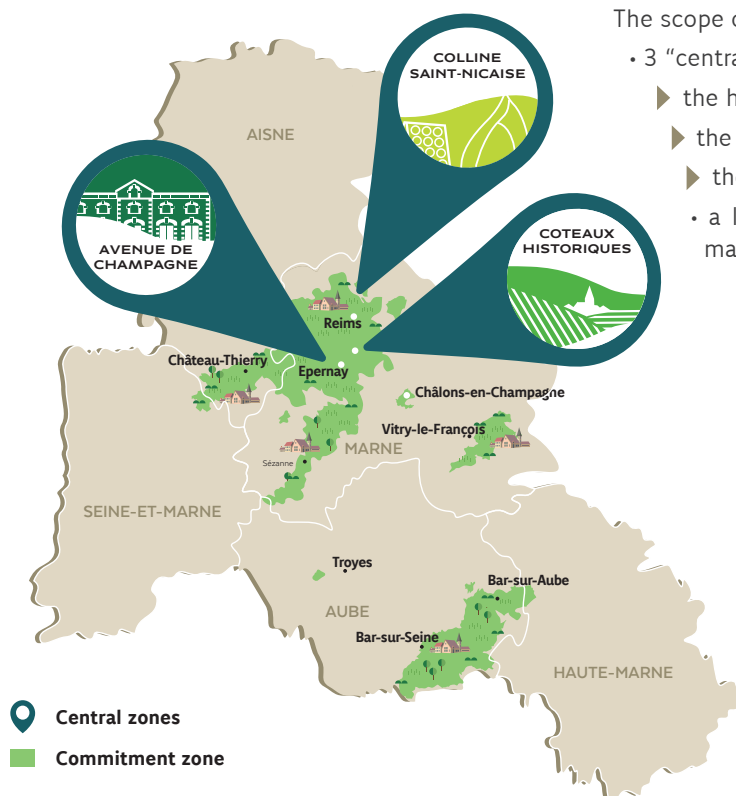 The scope
• 3 “centra
the h
the
the
• a
ma
COLLINE
SAINT-NICAISE
AISNE
AVENUE DE
CHAMPAGNE
COTEAUX
HISTORIQUES
Reims
Château-Thierry
Epernay
Châlons-en-Champagne
Vitry-le-François
MARNE
Sézanne
SEINE-ET-MARNE
Troyes
Bar-sur-Aube
AUBE
Bar-sur-Seine
HAUTE-MARNE
Central zones
Commitment zone